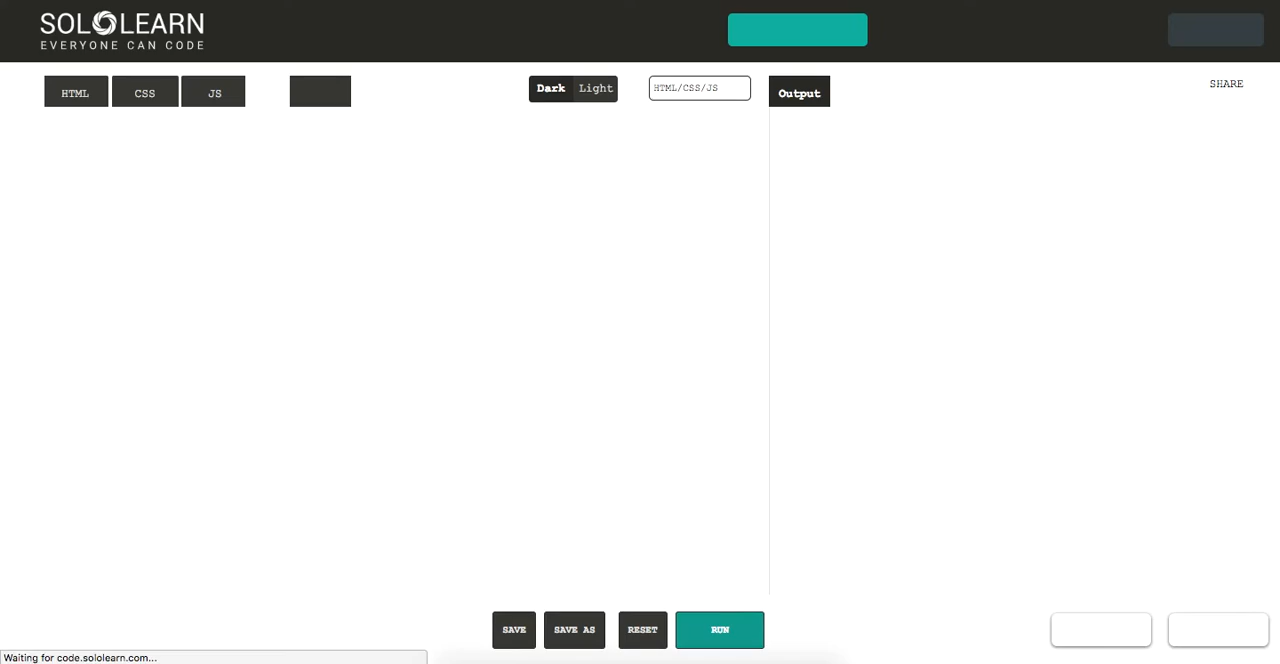 SOLOLEARN
EVERYONE CAN CODE
HTML CSS JS Dark Light HTML/CSS/JS Output SHARE
SAVE SAVE AS RESET RUN
Waiting for code.sololearn.com...